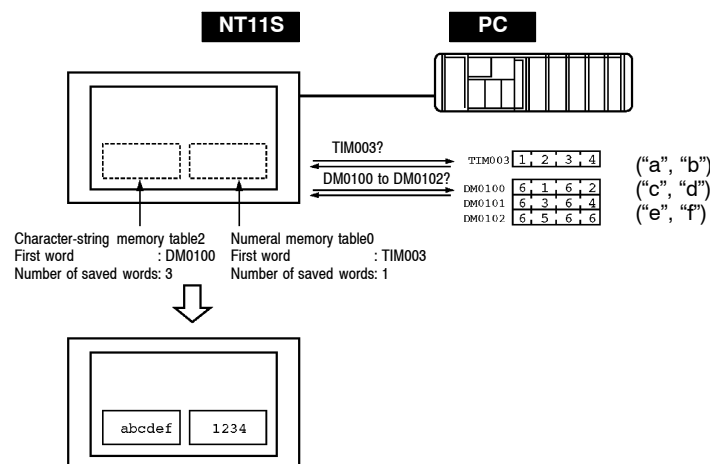 NT11S PC
TIM003?
TIM003 1 2 3 4
("a", "b")
DM0100 to DM0102?
DM0100 6 1 6 2
("c", "d")
DM0101 6 3 6 4
("e", "f")
DM0102 6 5 6 6
Character-string memory table2
First word : DM0100
Number of saved words: 3
Numeral memory table0
First word : TIM003
Number of saved words: 1
abcdef 1234